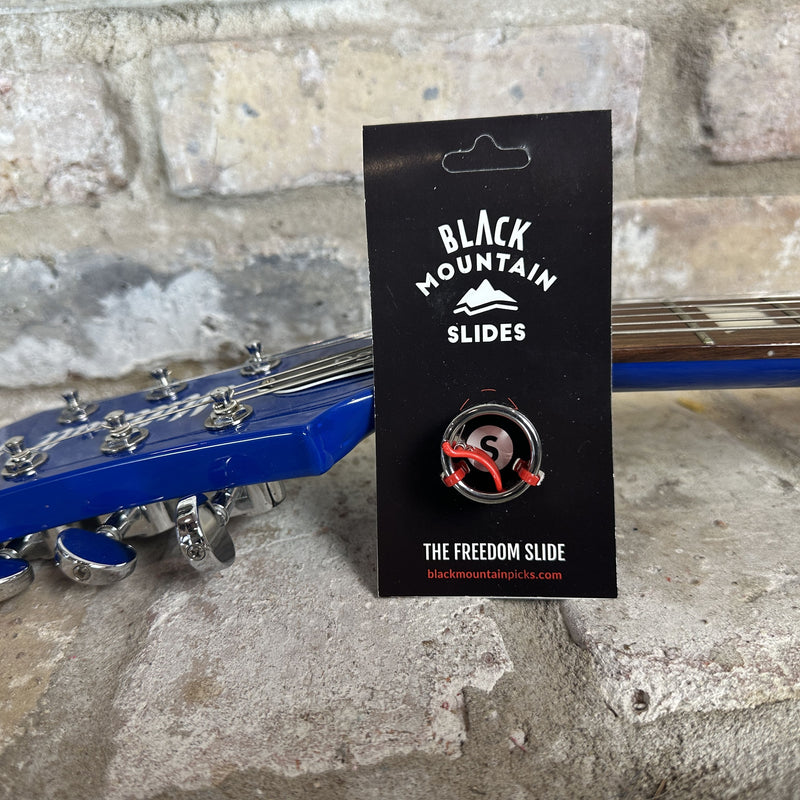 BLACK
MOUNTAIN
SLIDES
S
THE FREEDOM SLIDE
blackmountainpicks.com